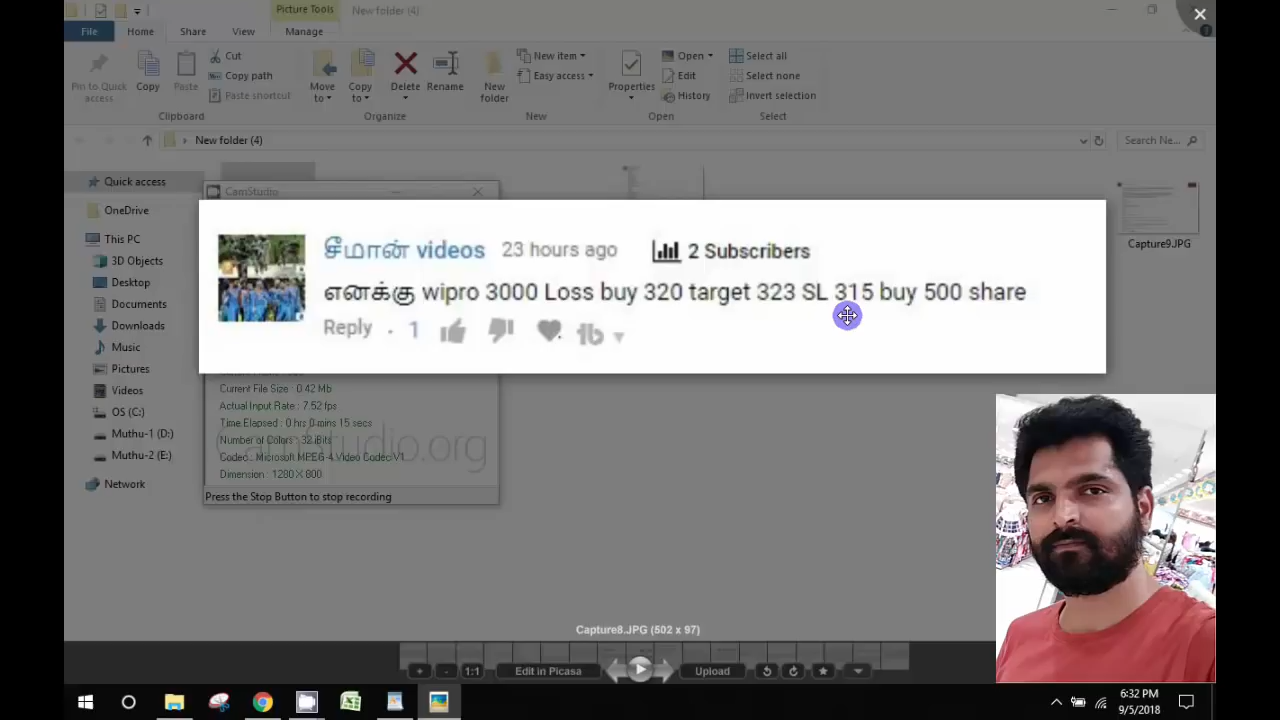 Picture Tools
New folder (4)
File
Home
Share
View
Manage
Pin to Quick access
Copy
Paste
Cut
Copy path
Paste shortcut
Move to
Copy to
Delete
Rename
New folder
New item
Easy access
Properties
Open
Edit
History
Select all
Select none
Invert selection
Clipboard
Organize
New
Open
Select
New folder (4)
Search Ne...
Quick access
OneDrive
This PC
3D Objects
Desktop
Documents
Downloads
Music
Pictures
Videos
OS (C:)
Muthu-1 (D:)
Muthu-2 (E:)
Network
CamStudio
சீமான் videos 23 hours ago 2 Subscribers
எனக்கு wipro 3000 Loss buy 320 target 323 SL 315 buy 500 share
Reply . 1
Capture9.JPG
Current File Size : 0.42 Mb
Actual Input Rate : 7.52 fps
Time Elapsed : 0 hrs 0 mins 15 secs
Number of Colors : 32 Bits
Codec : Microsoft MPEG-4 Video Codec V1
Dimension : 1280 X 800
CamStudio.org
Press the Stop Button to stop recording
Capture8.JPG (502 x 97)
+ - 1:1 Edit in Picasa Upload
6:32 PM
9/5/2018